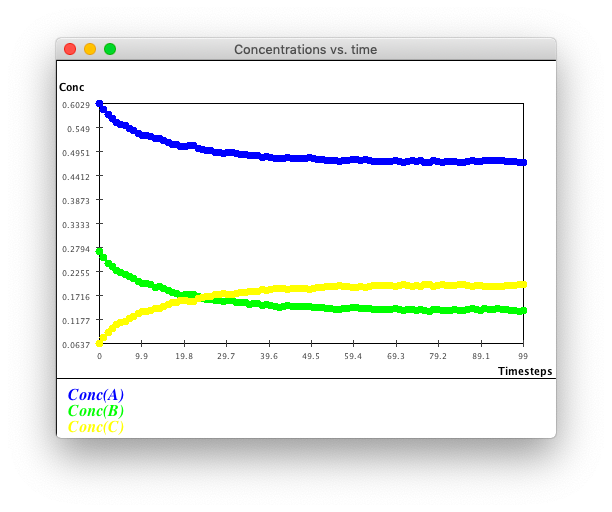 Concentrations vs. time
Conc
0.6029
0.549
0.4951
0.4412
0.3873
0.3333
0.2794
0.2255
0.1716
0.1177
0.0637
0 9.9 19.8 29.7 39.6 49.5 59.4 69.3 79.2 89.1 99
Timesteps
Conc(A)
Conc(B)
Conc(C)